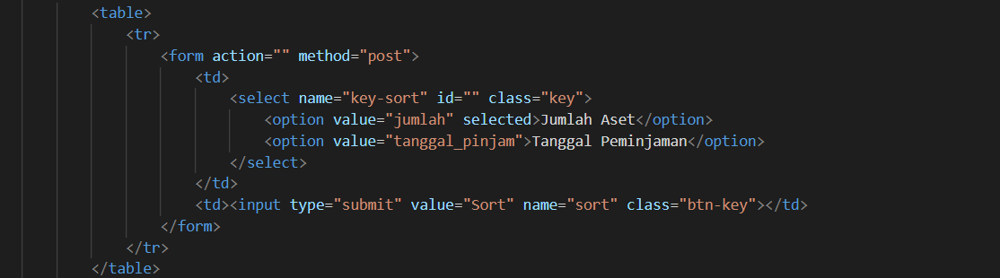 <table>
<tr>
<form action="" method="post">
<td>
<select name="key-sort" id="" class="key">
<option value="jumlah" selected>Jumlah Aset</option>
<option value="tanggal_pinjam">Tanggal Peminjaman</option>
</select>
</td>
<td><input type="submit" value="Sort" name="sort" class="btn-key"></td>
</form>
</tr>
</table>